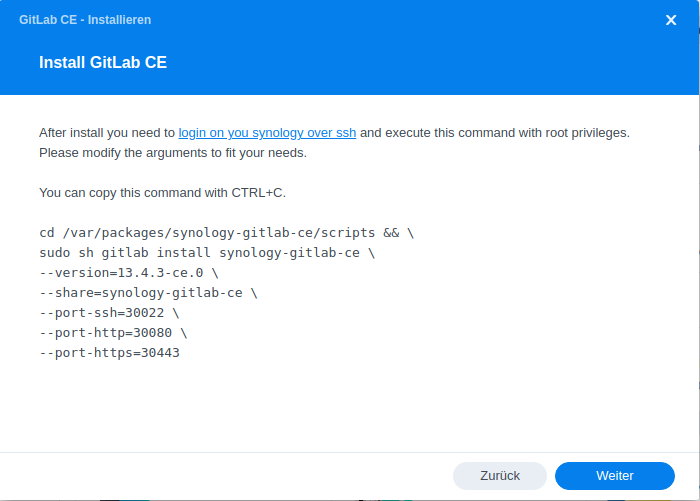 GitLab CE - Installieren
Install GitLab CE
After install you need to login on you synology over ssh and execute this command with root privileges.
Please modify the arguments to fit your needs.
You can copy this command with CTRL+C.
cd /var/packages/synology-gitlab-ce/scripts && \
sudo sh gitlab install synology-gitlab-ce \
--version=13.4.3-ce.0 \
--share=synology-gitlab-ce \
--port-ssh=30022 \
--port-http=30080 \
--port-https=30443
Zurück
Weiter